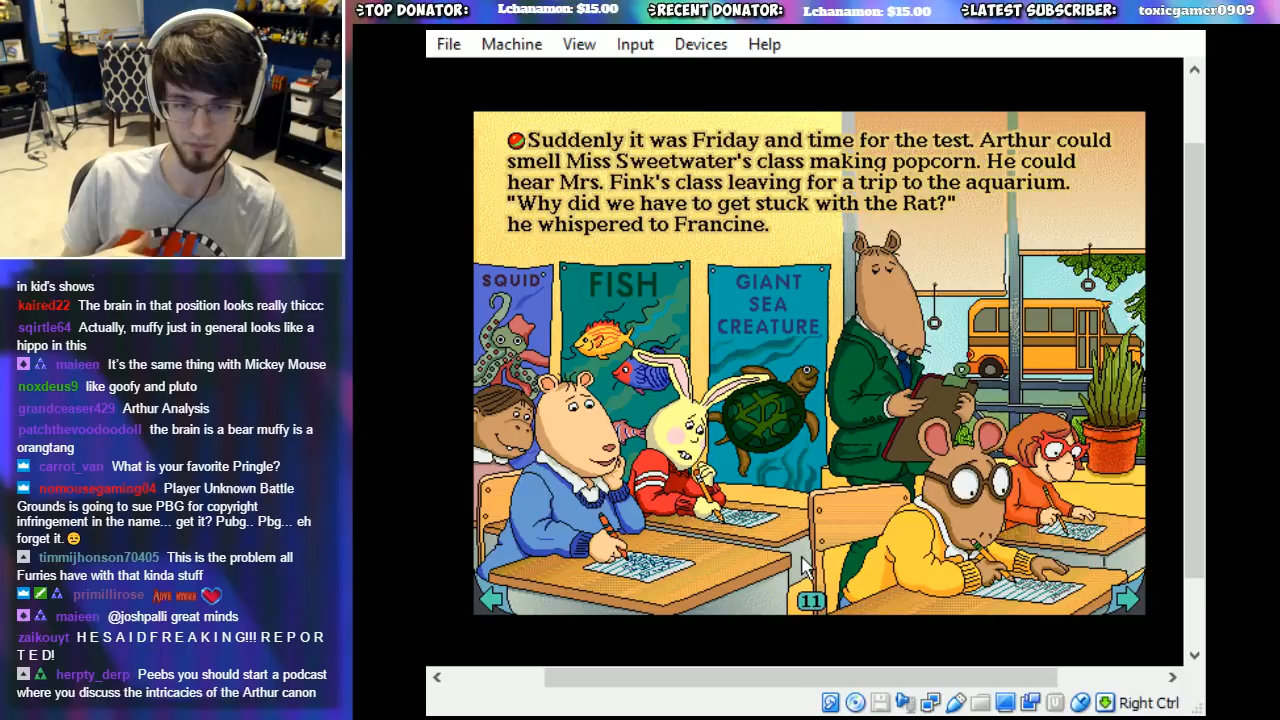 TOP DONATOR: Lchanamon: $15.00 RECENT DONATOR: Lchanamon: $15.00 LATEST SUBSCRIBER: toxicgamer0909
File Machine View Input Devices Help
Suddenly it was Friday and time for the test. Arthur could
smell Miss Sweetwater's class making popcorn. He could
hear Mrs. Fink's class leaving for a trip to the aquarium.
"Why did we have to get stuck with the Rat?"
he whispered to Francine.
SQUID
FISH
GIANT
SEA
CREATURE
11
Right Ctrl
in kid's shows
kaired22 The brain in that position looks really thiccc
sqirtle64 Actually, muffy just in general looks like a
hippo in this
maieen It's the same thing with Mickey Mouse
noxdeus9 like goofy and pluto
grandceaser429 Arthur Analysis
patchthevoodoodoll the brain is a bear muffy is a
orangtang
carrot_van What is your favorite Pringle?
nomousegaming04 Player Unknown Battle
Grounds is going to sue PBG for copyright
infringement in the name... get it? Pubg.. Pbg... eh
forget it.
timmijhonson70405 This is the problem all
Furries have with that kinda stuff
primillirose
maieen @joshpalli great minds
zaikouyt H E S A I D F R E A K I N G!!! R E P O R
T E D!
herpty_derp Peebs you should start a podcast
where you discuss the intricacies of the Arthur canon